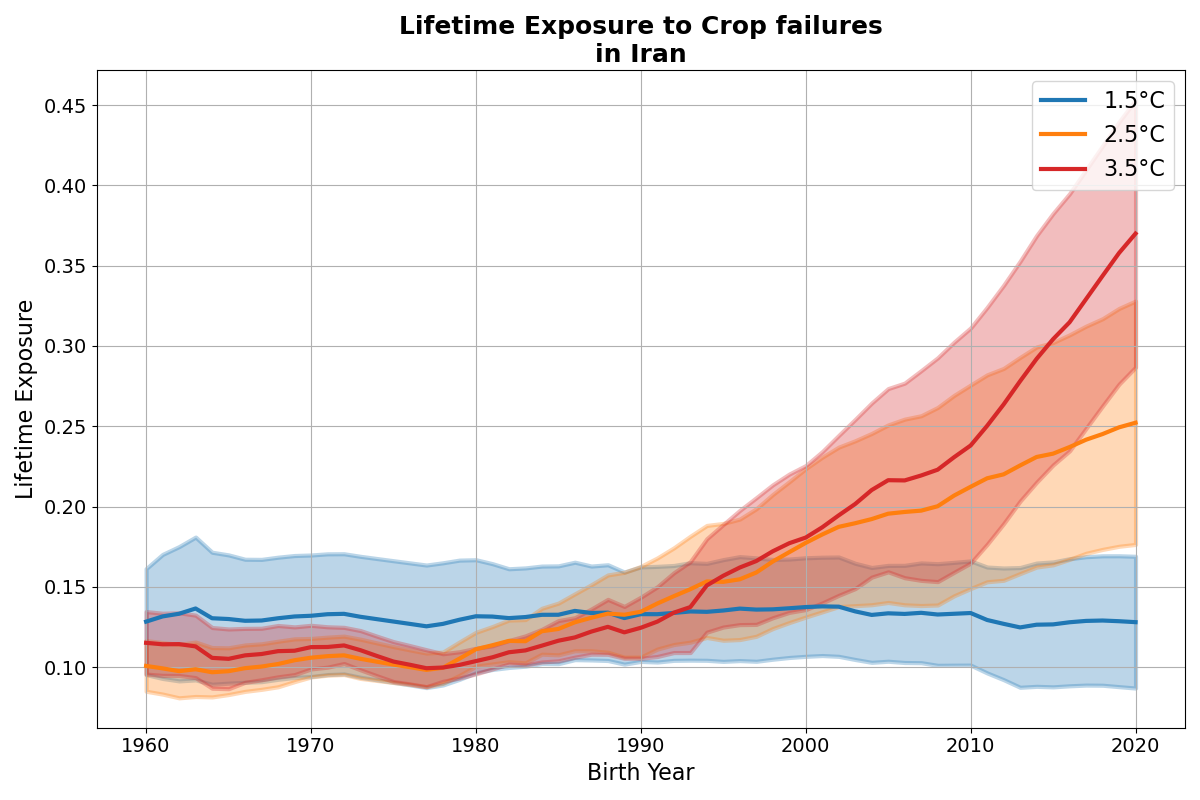 Lifetime Exposure to Crop failures
in Iran
1.5°C
2.5°C
3.5°C
Lifetime Exposure
0.45
0.40
0.35
0.30
0.25
0.20
0.15
0.10
1960
1970
1980
1990
2000
2010
2020
Birth Year